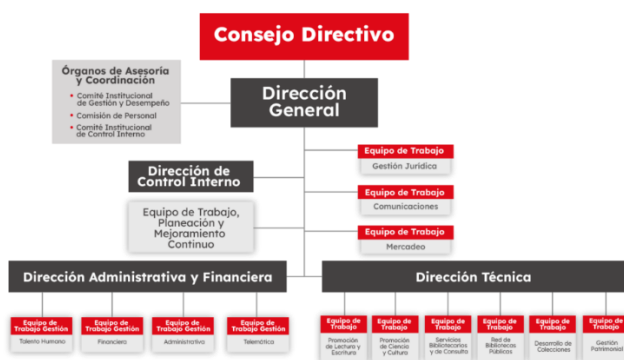 Consejo Directivo
Órganos de Asesoría
y Coordinación
• Comité Institucional
de Gestión y Desempeño
• Comisión de Personal
• Comité Institucional
de Control Interno
Dirección
General
Equipo de Trabajo
Gestión Jurídica
Dirección de
Control Interno
Equipo de Trabajo
Comunicaciones
Equipo de Trabajo,
Planeación y
Mejoramiento
Continuo
Equipo de Trabajo
Mercadeo
Dirección Administrativa y Financiera
Equipo de
Trabajo Gestión
Talento Humano
Equipo de
Trabajo Gestión
Financiera
Equipo de
Trabajo Gestión
Administrativa
Equipo de
Trabajo Gestión
Telemática
Dirección Técnica
Equipo de
Trabajo
Promoción
de Lectura y
Escritura
Equipo de
Trabajo
Promoción
de Ciencia
y Cultura
Equipo de
Trabajo
Servicios
Bibliotecarios
y de Consulta
Equipo de
Trabajo
Red de
Bibliotecas
Públicas
Equipo de
Trabajo
Desarrollo de
Colecciones
Equipo de
Trabajo
Gestión
Patrimonial